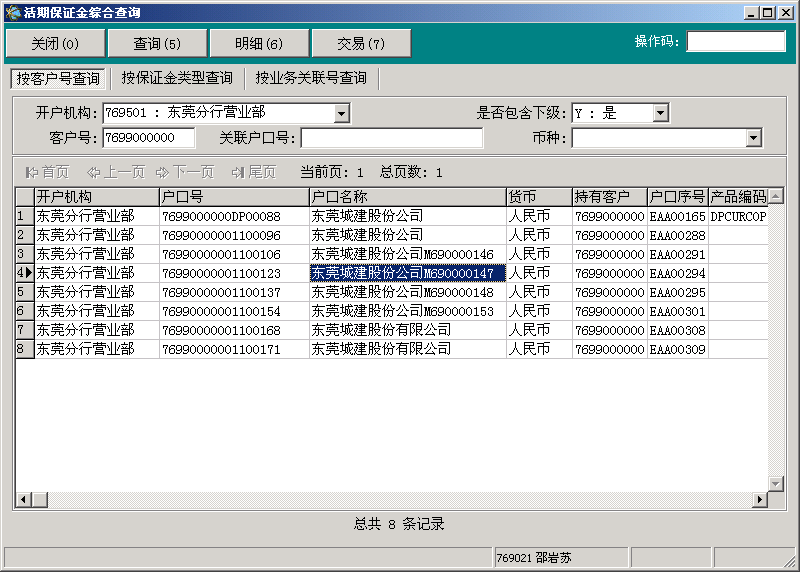 活期保证金综合查询
关闭(0) 查询(5) 明细(6) 交易(7) 操作码:
按客户号查询 按保证金类型查询 按业务关联号查询
开户机构: 769501 : 东莞分行营业部 是否包含下级: Y : 是
客户号: 7699000000 关联户口号: 币种:
首页 上一页 下一页 尾页 当前页: 1 总页数: 1
开户机构 户口号 户口名称 货币 持有客户 户口序号 产品编码
1 东莞分行营业部 7699000000DP00088 东莞城建股份公司 人民币 7699000000 EAA00165 DPCURCOP
2 东莞分行营业部 76990000001100096 东莞城建股份公司 人民币 7699000000 EAA00288
3 东莞分行营业部 76990000001100106 东莞城建股份公司M690000146 人民币 7699000000 EAA00291
4 东莞分行营业部 76990000001100123 东莞城建股份公司M690000147 人民币 7699000000 EAA00294
5 东莞分行营业部 76990000001100137 东莞城建股份公司M690000148 人民币 7699000000 EAA00295
6 东莞分行营业部 76990000001100154 东莞城建股份公司M690000153 人民币 7699000000 EAA00301
7 东莞分行营业部 76990000001100168 东莞城建股份有限公司 人民币 7699000000 EAA00308
8 东莞分行营业部 76990000001100171 东莞城建股份有限公司 人民币 7699000000 EAA00309
总共 8 条记录
769021 邵岩苏